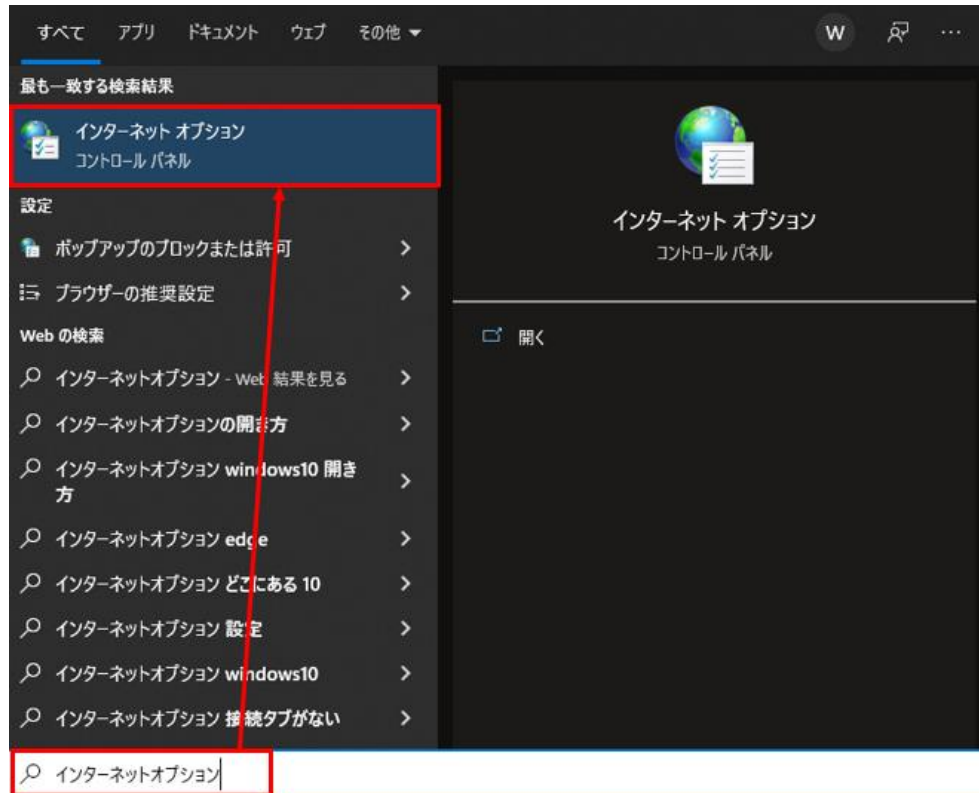 すべて アプリ ドキュメント ウェブ その他 W …
最も一致する検索結果
インターネット オプション
コントロール パネル
設定
ポップアップのブロックまたは許可
ブラウザーの推奨設定
Web の検索
インターネットオプション - Web 結果を見る
インターネットオプションの開き方
インターネットオプション windows10 開き
方
インターネットオプション edge
インターネットオプション どこにある 10
インターネットオプション 設定
インターネットオプション windows10
インターネットオプション 接続タブがない
インターネットオプション
インターネット オプション
コントロール パネル
開く